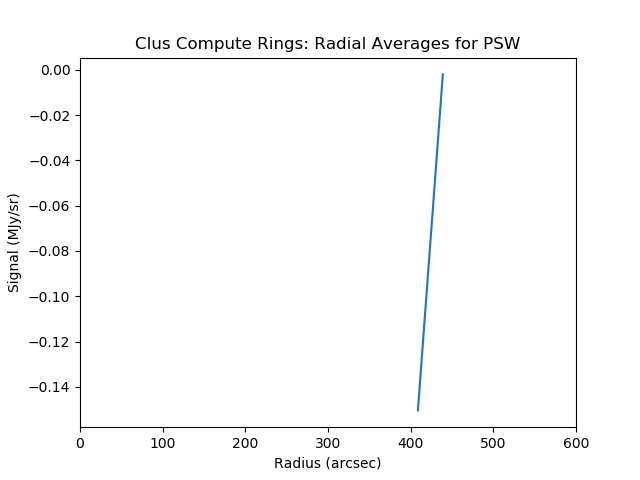 Clus Compute Rings: Radial Averages for PSW
0.00
−0.02
−0.04
−0.06
−0.08
−0.10
−0.12
−0.14
Signal (MJy/sr)
0 100 200 300 400 500 600
Radius (arcsec)